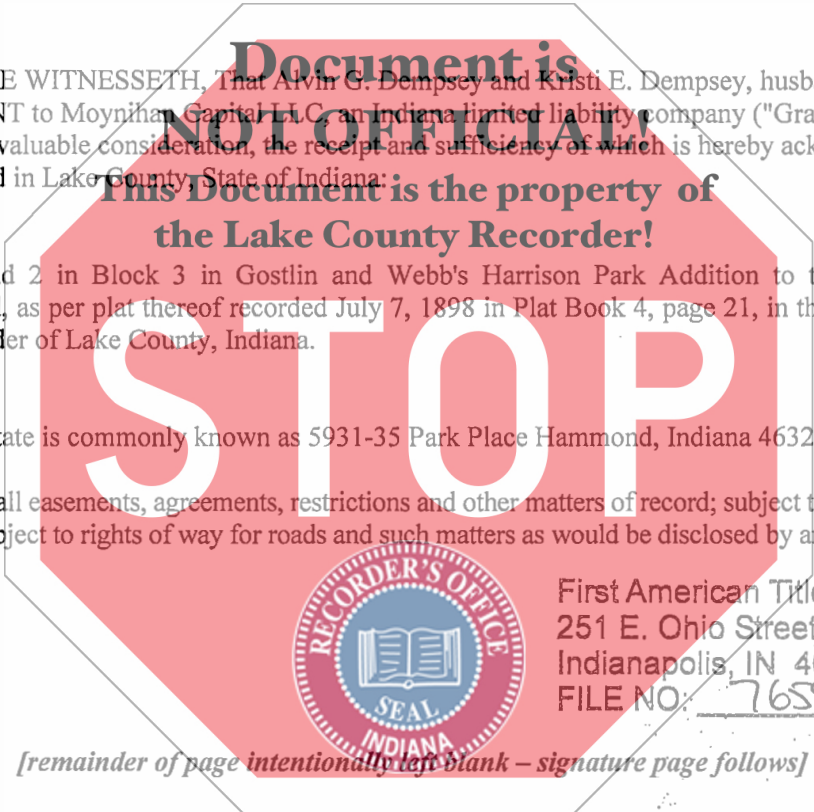 Document is
E WITNESSETH, That Alvin G. Dempsey and Kristi E. Dempsey, husb
NT to Moynihan Capital LLC, an Indiana limited liability company ("Gra
NOT OFFICIAL!
valuable consideration, the receipt and sufficiency of which is hereby ack
d in Lake County, State of Indiana:
This Document is the property of
the Lake County Recorder!
d 2 in Block 3 in Gostlin and Webb's Harrison Park Addition to t
, as per plat thereof recorded July 7, 1898 in Plat Book 4, page 21, in th
er of Lake County, Indiana.
STOP
ate is commonly known as 5931-35 Park Place Hammond, Indiana 4632
all easements, agreements, restrictions and other matters of record; subject t
ject to rights of way for roads and such matters as would be disclosed by a
RECORDER'S OFFICE
SEAL
INDIANA
First American Title
251 E. Ohio Street
Indianapolis, IN 4
FILE NO: 765
[remainder of page intentionally left blank – signature page follows]